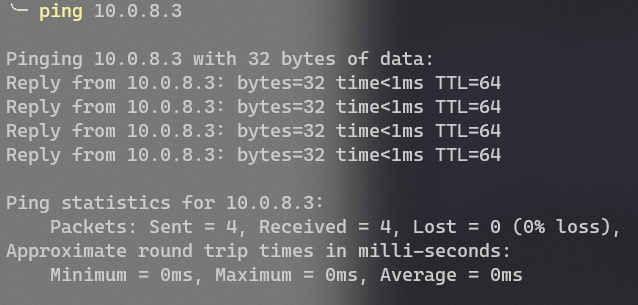 ping 10.0.8.3
Pinging 10.0.8.3 with 32 bytes of data:
Reply from 10.0.8.3: bytes=32 time<1ms TTL=64
Reply from 10.0.8.3: bytes=32 time<1ms TTL=64
Reply from 10.0.8.3: bytes=32 time<1ms TTL=64
Reply from 10.0.8.3: bytes=32 time<1ms TTL=64
Ping statistics for 10.0.8.3:
Packets: Sent = 4, Received = 4, Lost = 0 (0% loss),
Approximate round trip times in milli-seconds:
Minimum = 0ms, Maximum = 0ms, Average = 0ms